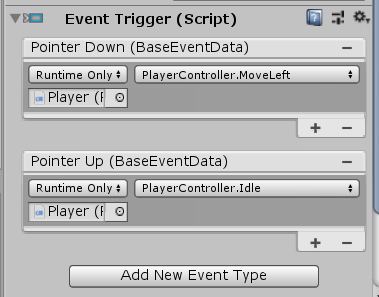 Event Trigger (Script)
Pointer Down (BaseEventData)
Runtime Only PlayerController.MoveLeft
Player (
Pointer Up (BaseEventData)
Runtime Only PlayerController.Idle
Player (
Add New Event Type